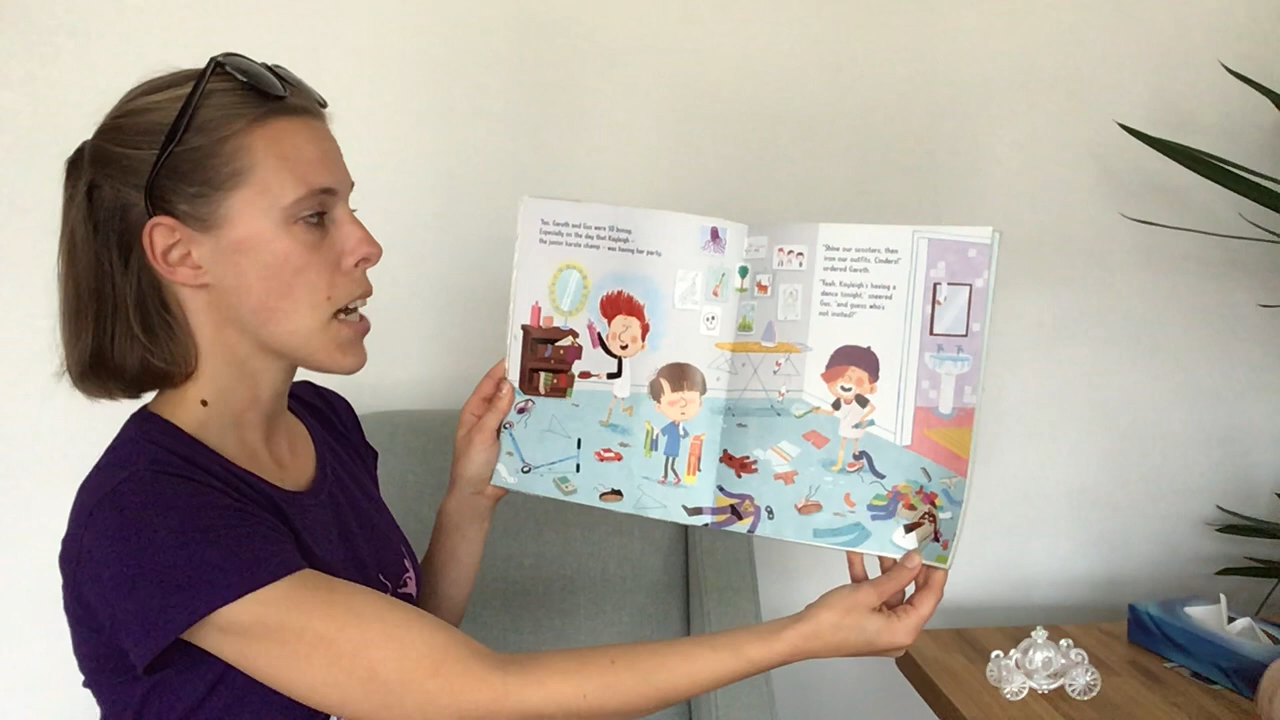 Yes, Gareth and Gus were SO bossy.
Especially on the day that Kayleigh –
the junior karate champ – was having her party.
"Shine our scooters, then
iron our outfits, Cinders!"
ordered Gareth.
"Yeah, Kayleigh's having a
dance tonight," sneered
Gus, "and guess who's
not invited?"